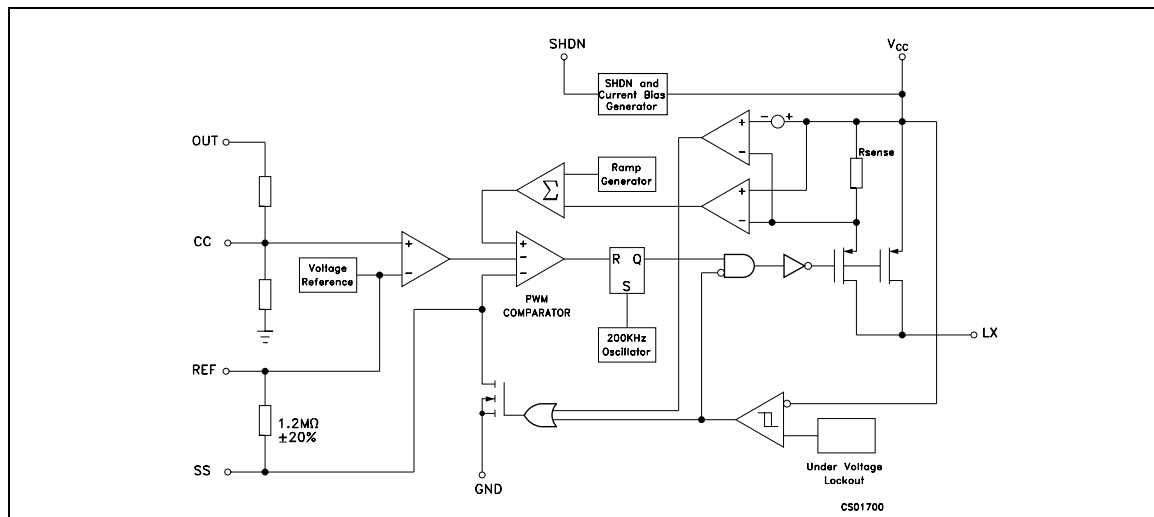 SHDN
VCC
SHDN and
Current Bias
Generator
- +
+
-
Rsense
OUT
Ramp
Generator
Σ
+
-
CC
+
-
+
-
-
R Q
S
Voltage
Reference
PWM
COMPARATOR
200KHz
Oscillator
LX
REF
1.2MΩ
±20%
SS
GND
Under Voltage
Lockout
CS01700